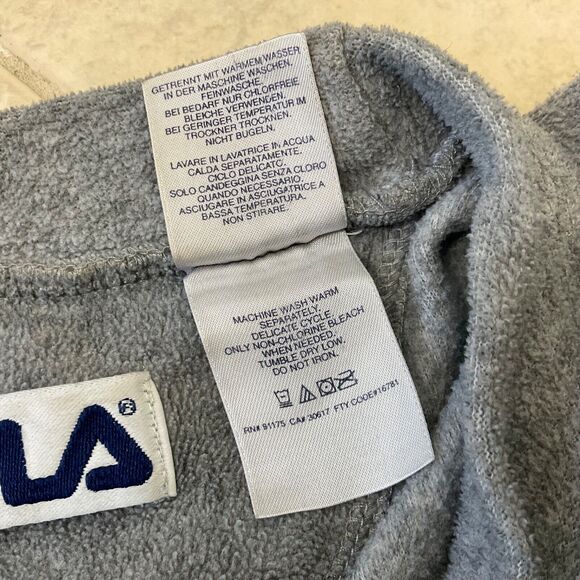 GETRENNT MIT WARMEM WASSER
IN DER MASCHINE WASCHEN.
FEINWASCHE.
BEI BEDARF NUR CHLORFREIE
BLEICHE VERWENDEN.
BEI GERINGER TEMPERATUR IM
TROCKNER TROCKNEN.
NICHT BUGELN.
LAVARE IN LAVATRICE IN ACQUA
CALDA SEPARATAMENTE.
CICLO DELICATC.
SOLO CANDEGGINA SENZA CLORO
QUANDO NECESSARIO.
ASCIUGARE IN ASCIUGATRICE A
BASSA TEMPERATURA.
NON STIRARE.
MACHINE WASH WARM
SEPARATELY.
DELICATE CYCLE.
ONLY NON-CHLORINE BLEACH
WHEN NEEDED.
TUMBLE DRY LOW.
DO NOT IRON.
RN# 91175 CA# 30617 FTY CODE#16781
LA®